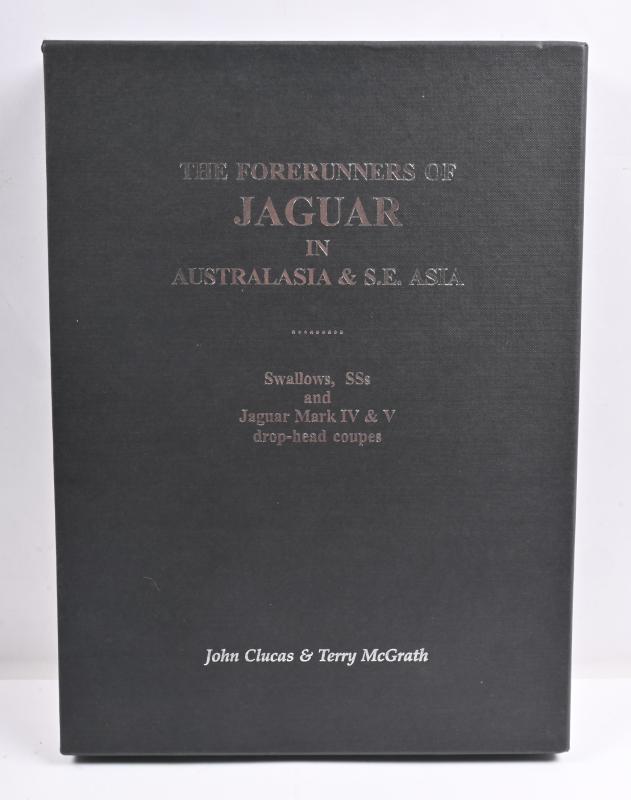 THE FORERUNNERS OF
JAGUAR
IN
AUSTRALASIA & S.E. ASIA
.........
Swallows, SSs
and
Jaguar Mark IV & V
drop-head coupes
John Clucas & Terry McGrath